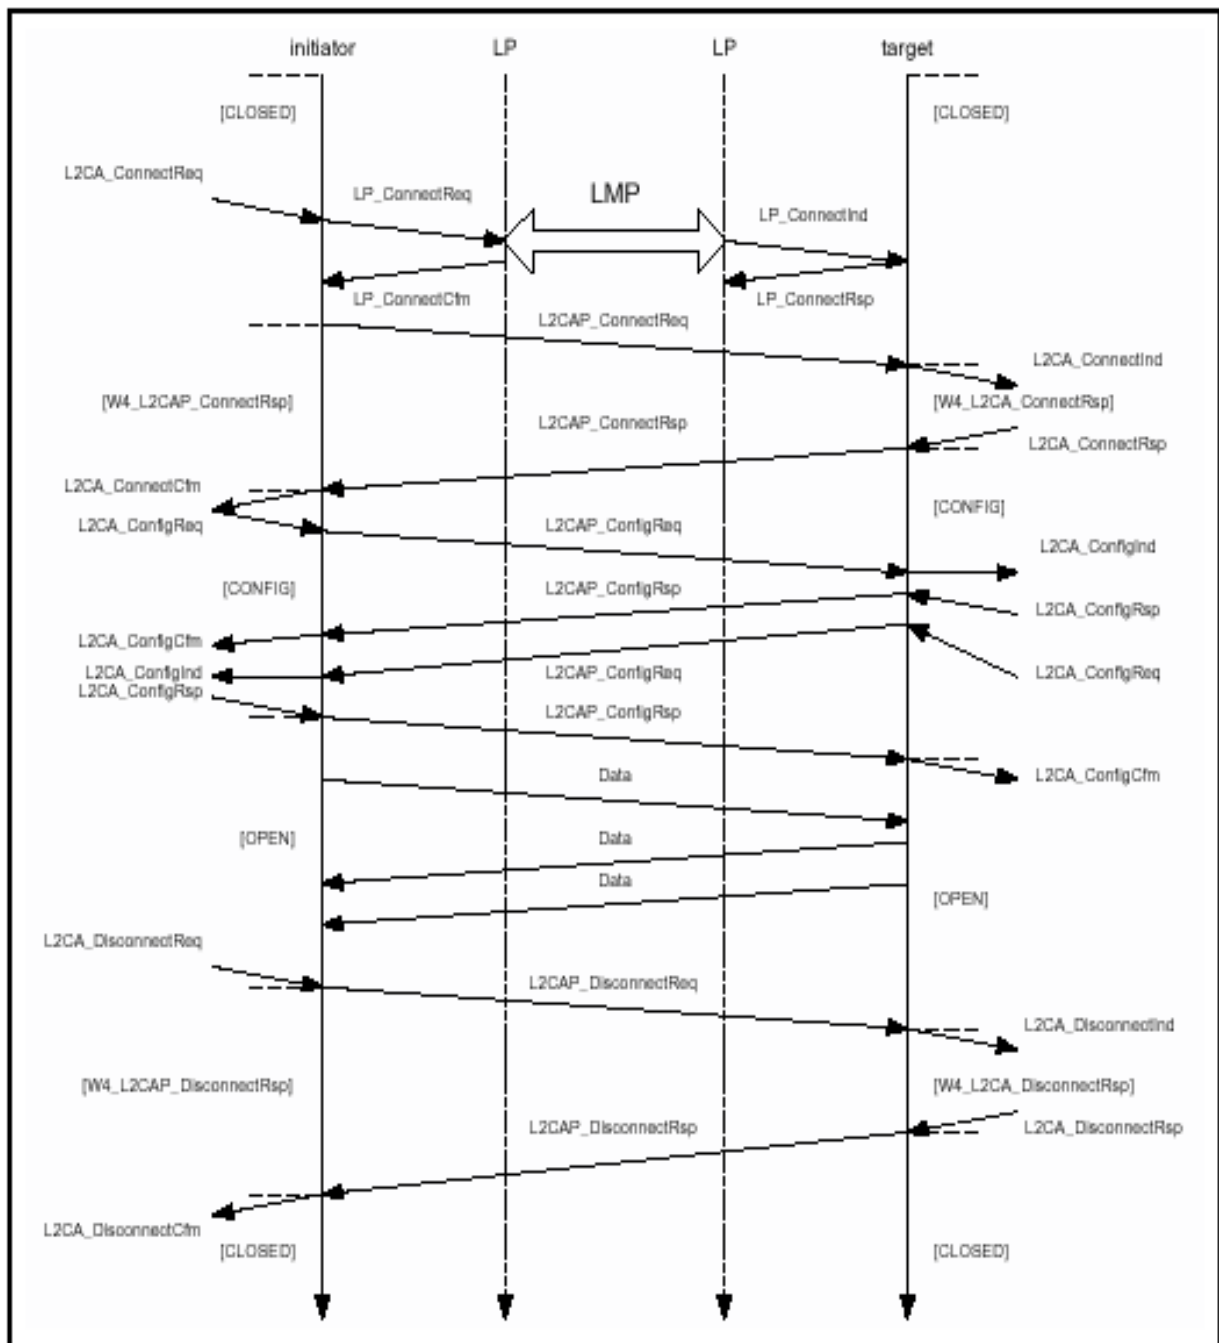 initiator LP LP target
[CLOSED] [CLOSED]
L2CA_ConnectReq
LP_ConnectReq LMP LP_ConnectInd
LP_ConnectCfm LP_ConnectRsp
L2CAP_ConnectReq
L2CA_ConnectInd
[W4_L2CAP_ConnectRsp] [W4_L2CA_ConnectRsp]
L2CAP_ConnectRsp
L2CA_ConnectRsp
L2CA_ConnectCfm
[CONFIG]
L2CA_ConfigReq L2CAP_ConfigReq
L2CA_ConfigInd
[CONFIG] L2CAP_ConfigRsp
L2CA_ConfigRsp
L2CA_ConfigCfm
L2CA_ConfigInd L2CAP_ConfigReq L2CA_ConfigReq
L2CA_ConfigRsp
L2CAP_ConfigRsp
Data L2CA_ConfigCfm
[OPEN] Data
Data
[OPEN]
L2CA_DisconnectReq
L2CAP_DisconnectReq
L2CA_DisconnectInd
[W4_L2CAP_DisconnectRsp] [W4_L2CA_DisconnectRsp]
L2CAP_DisconnectRsp L2CA_DisconnectRsp
L2CA_DisconnectCfm
[CLOSED] [CLOSED]